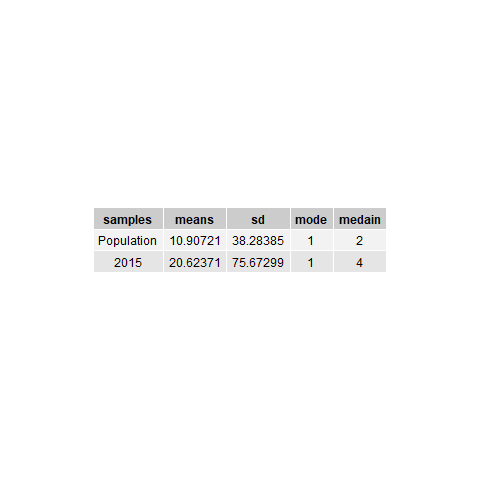 samples means sd mode medain
Population 10.90721 38.28385 1 2
2015 20.62371 75.67299 1 4